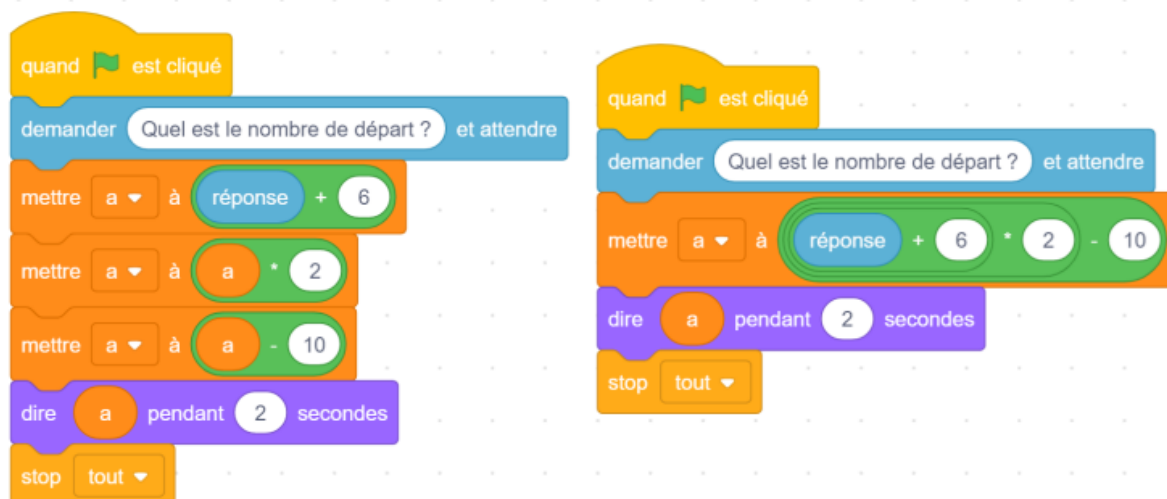 quand est cliqué
demander Quel est le nombre de départ ? et attendre
mettre a à réponse + 6
mettre a à a * 2
mettre a à a - 10
dire a pendant 2 secondes
stop tout
quand est cliqué
demander Quel est le nombre de départ ? et attendre
mettre a à réponse + 6 * 2 - 10
dire a pendant 2 secondes
stop tout